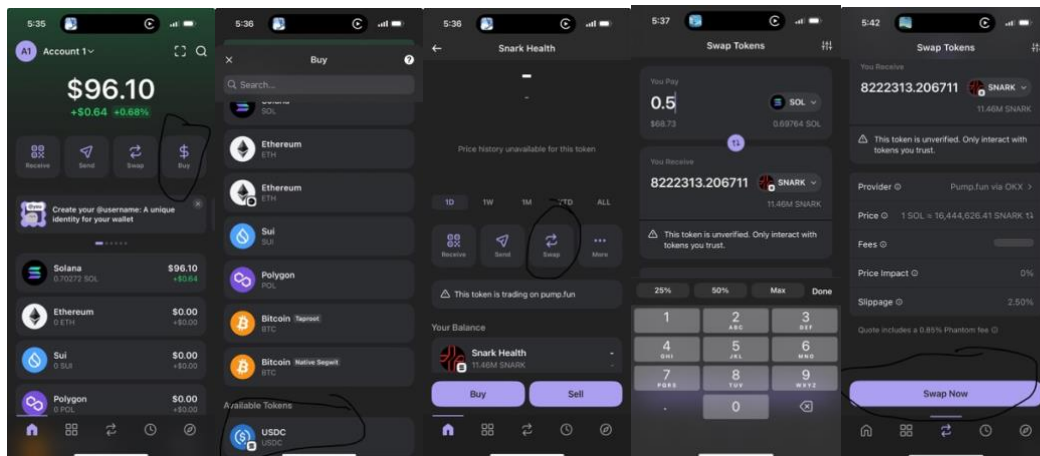 5:35
A1 Account 1
$96.10
+$0.64 +0.68%
Receive Send Swap Buy
Create your @username: A unique
identity for your wallet
Solana $96.10
0.70272 SOL +$0.64
Ethereum $0.00
0 ETH +$0.00
Sui $0.00
0 SUI +$0.00
Polygon $0.00
0 POL +$0.00
5:36
Buy
Search...
Solana
SOL
Ethereum
ETH
Ethereum
ETH
Sui
SUI
Polygon
POL
Bitcoin Taproot
BTC
Bitcoin Native Segwit
BTC
Available Tokens
USDC
USDC
5:36
Snark Health
-
-
Price history unavailable for this token
1D 1W 1M YTD ALL
Receive Send Swap More
This token is trading on pump.fun
Your Balance
Snark Health -
11.46M SNARK -
Buy Sell
5:37
Swap Tokens
You Pay
0.5 SOL
$68.73 0.69764 SOL
You Receive
8222313.206711 SNARK
11.46M SNARK
This token is unverified. Only interact with
tokens you trust.
25% 50% Max Done
1 2 3
ABC DEF
4 5 6
GHI JKL MNO
7 8 9
PQRS TUV WXYZ
. 0
5:42
Swap Tokens
You Receive
8222313.206711 SNARK
11.46M SNARK
This token is unverified. Only interact with
tokens you trust.
Provider Pump.fun via OKX >
Price 1 SOL ≈ 16,444,626.41 SNARK
Fees
Price Impact 0%
Slippage 2.50%
Quote includes a 0.85% Phantom fee
Swap Now